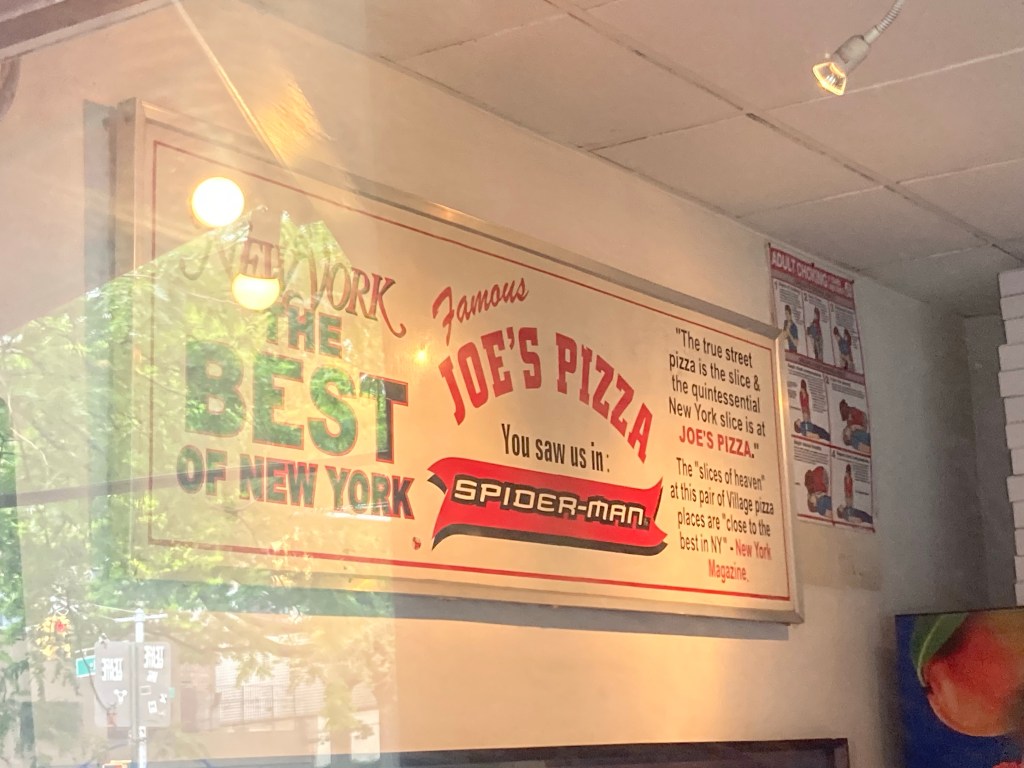 New York
THE
BEST
OF NEW YORK
Famous
JOE'S PIZZA
You saw us in:
SPIDER-MAN
"The true street
pizza is the slice &
the quintessential
New York slice is at
JOE'S PIZZA."
The "slices of heaven"
at this pair of Village pizza
places are "close to the
best in NY" - New York
Magazine.
ADULT CHOKING